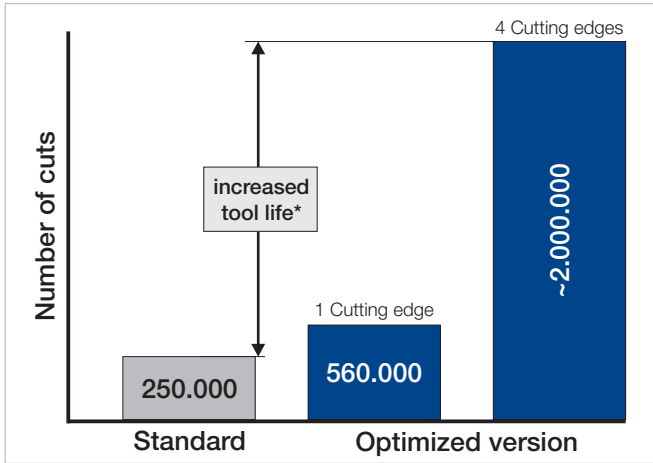 4 Cutting edges
Number of cuts
increased
tool life*
~2.000.000
1 Cutting edge
560.000
250.000
Standard
Optimized version